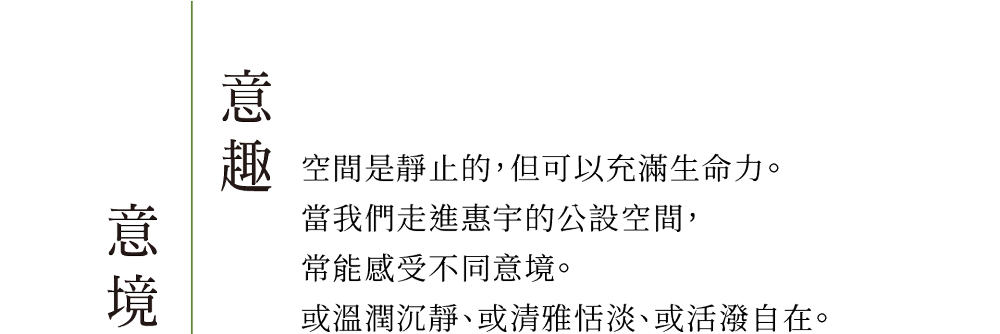 意趣
意境
空間是靜止的，但可以充滿生命力。
當我們走進惠宇的公設空間，
常能感受不同意境。
或溫潤沉靜、或清雅恬淡、或活潑自在。